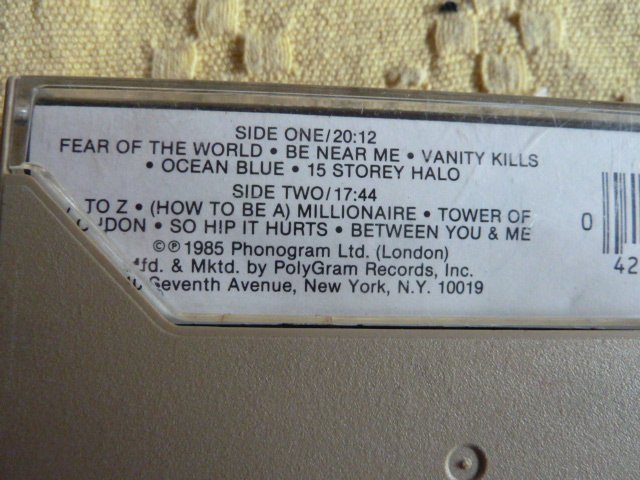 SIDE ONE/20:12
FEAR OF THE WORLD • BE NEAR ME • VANITY KILLS
• OCEAN BLUE • 15 STOREY HALO
SIDE TWO/17:44
TO Z • (HOW TO BE A) MILLIONAIRE • TOWER OF
LONDON • SO HIP IT HURTS • BETWEEN YOU & ME
©℗ 1985 Phonogram Ltd. (London)
Mfd. & Mktd. by PolyGram Records, Inc.
Seventh Avenue, New York, N.Y. 10019
0
42